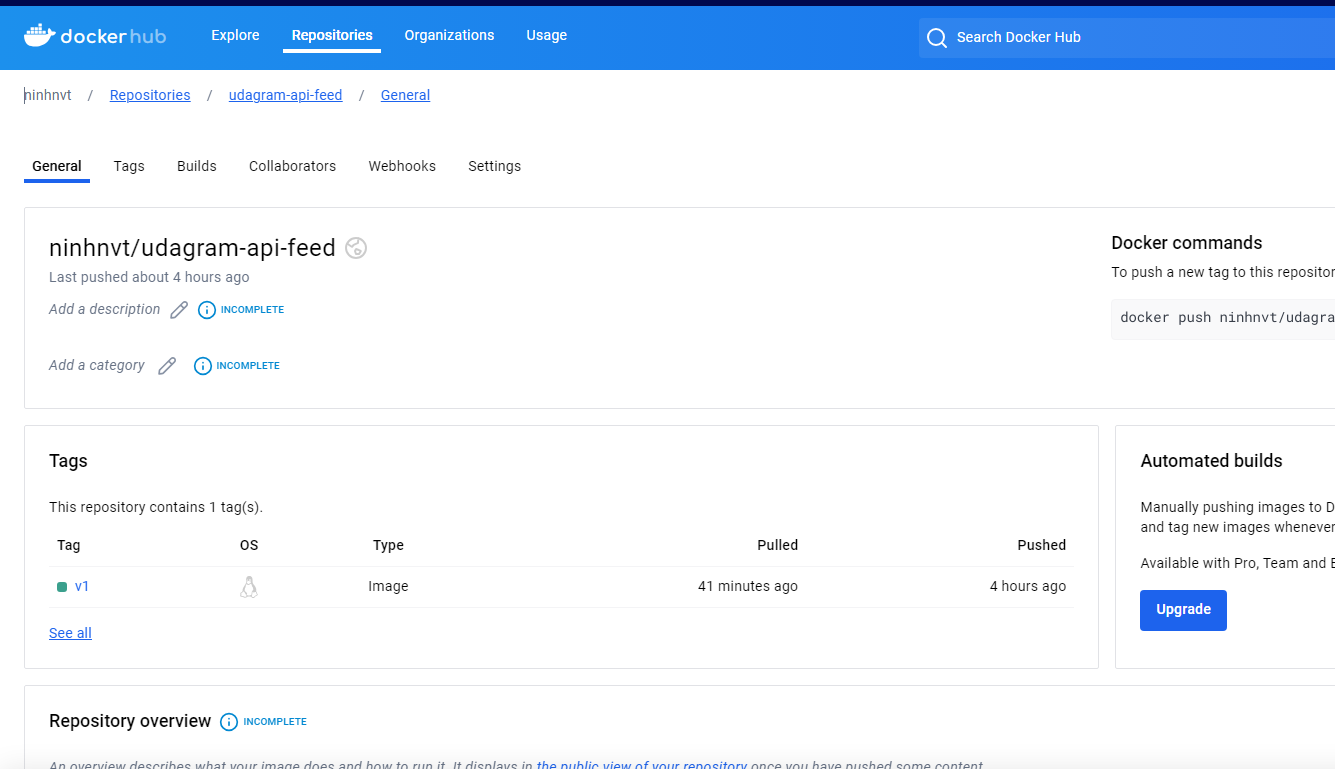 dockerhub Explore Repositories Organizations Usage Search Docker Hub
ninhnvt / Repositories / udagram-api-feed / General
General Tags Builds Collaborators Webhooks Settings
ninhnvt/udagram-api-feed
Last pushed about 4 hours ago
Add a description INCOMPLETE
Add a category INCOMPLETE
Docker commands
To push a new tag to this repositor
docker push ninhnvt/udagra
Tags
This repository contains 1 tag(s).
Tag OS Type Pulled Pushed
v1 Image 41 minutes ago 4 hours ago
See all
Automated builds
Manually pushing images to D
and tag new images whenever
Available with Pro, Team and B
Upgrade
Repository overview INCOMPLETE
An overview describes what your image does and how to run it. It displays in the public view of your repository once you have pushed some content.